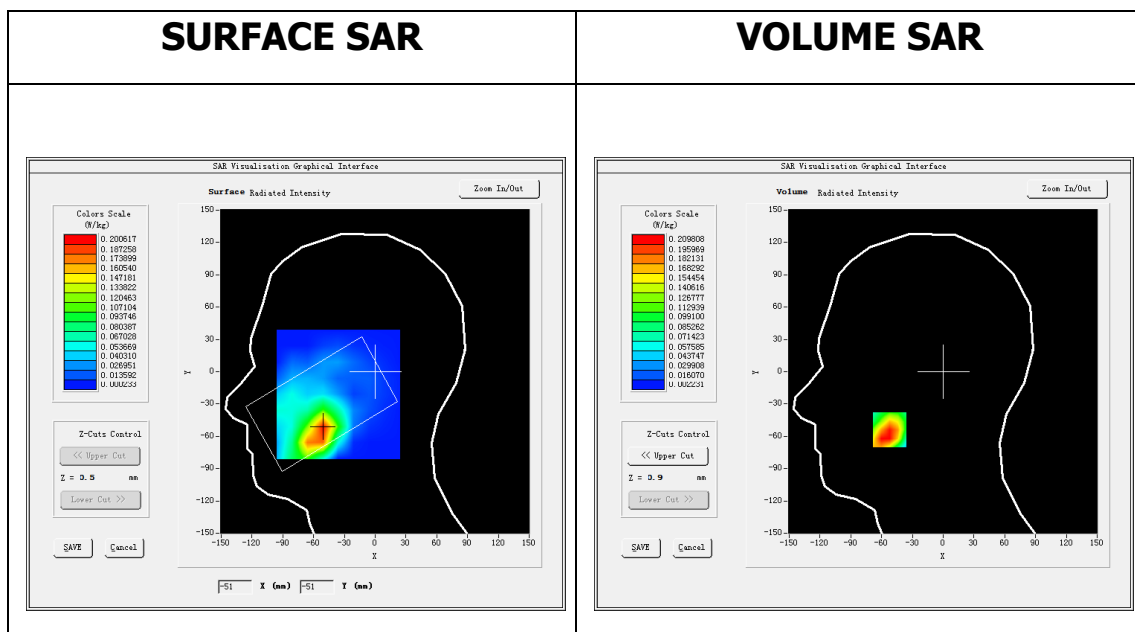 SURFACE SAR
VOLUME SAR
SAR Visualisation Graphical Interface
Surface Radiated Intensity
Zoom In/Out
Colors Scale
(W/kg)
0.200617
0.187258
0.173899
0.160540
0.147181
0.133822
0.120463
0.107104
0.093746
0.080387
0.067028
0.053669
0.040310
0.026951
0.013592
0.000233
150
120
90
60
30
0
-30
-60
-90
-120
-150
Y
-150 -120 -90 -60 -30 0 30 60 90 120 150
X
Z-Cuts Control
<< Upper Cut
Z = 0.5 mm
Lower Cut >>
SAVE Cancel
-51 X (mm) -51 Y (mm)
SAR Visualisation Graphical Interface
Volume Radiated Intensity
Zoom In/Out
Colors Scale
(W/kg)
0.209808
0.195969
0.182131
0.168292
0.154454
0.140616
0.126777
0.112939
0.099100
0.085262
0.071423
0.057585
0.043747
0.029908
0.016070
0.002231
150
120
90
60
30
0
-30
-60
-90
-120
-150
Y
-150 -120 -90 -60 -30 0 30 60 90 120 150
X
Z-Cuts Control
<< Upper Cut
Z = 0.9 mm
Lower Cut >>
SAVE Cancel